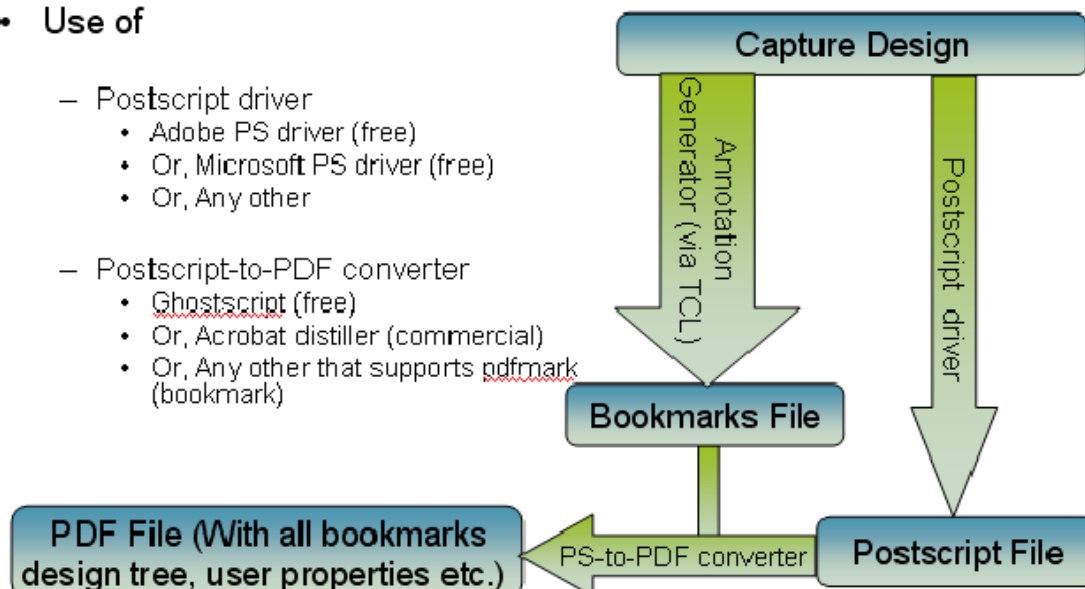 • Use of
– Postscript driver
• Adobe PS driver (free)
• Or, Microsoft PS driver (free)
• Or, Any other
– Postscript-to-PDF converter
• Ghostscript (free)
• Or, Acrobat distiller (commercial)
• Or, Any other that supports pdfmark
(bookmark)
Capture Design
Annotation
Generator (via TCL)
Postscript driver
Bookmarks File
Postscript File
PS-to-PDF converter
PDF File (With all bookmarks
design tree, user properties etc.)